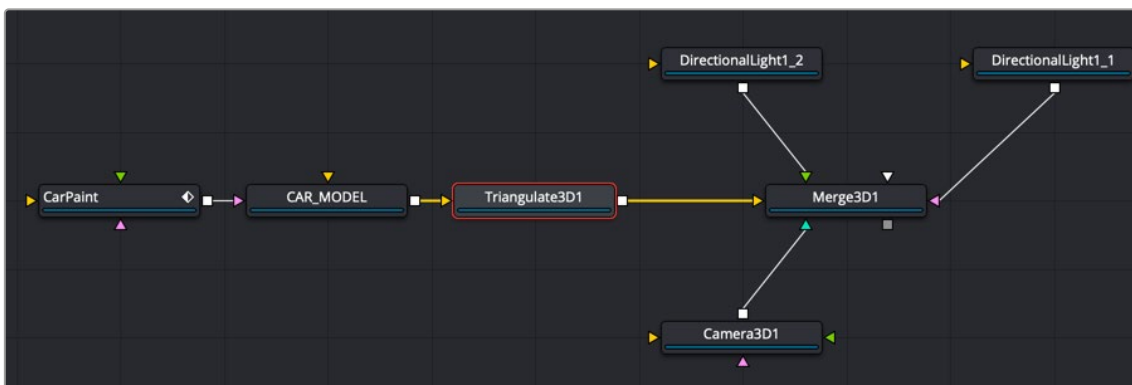 DirectionalLight1_2
DirectionalLight1_1
CarPaint
CAR_MODEL
Triangulate3D1
Merge3D1
Camera3D1